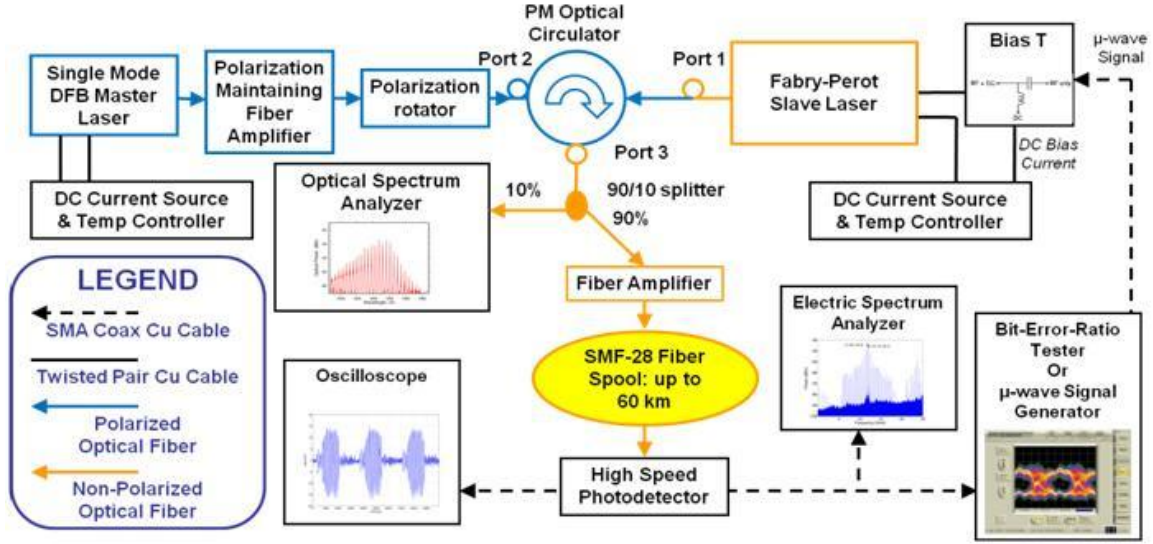 PM Optical
Circulator
Single Mode
DFB Master
Laser
Polarization
Maintaining
Fiber
Amplifier
Polarization
rotator
Port 2
Port 1
Fabry-Perot
Slave Laser
Bias T
µ-wave
Signal
DC Bias
Current
Port 3
DC Current Source
& Temp Controller
Optical Spectrum
Analyzer
10%
90/10 splitter
90%
DC Current Source
& Temp Controller
LEGEND
SMA Coax Cu Cable
Twisted Pair Cu Cable
Polarized
Optical Fiber
Non-Polarized
Optical Fiber
Fiber Amplifier
SMF-28 Fiber
Spool: up to
60 km
Electric Spectrum
Analyzer
Bit-Error-Ratio
Tester
Or
µ-wave Signal
Generator
Oscilloscope
High Speed
Photodetector